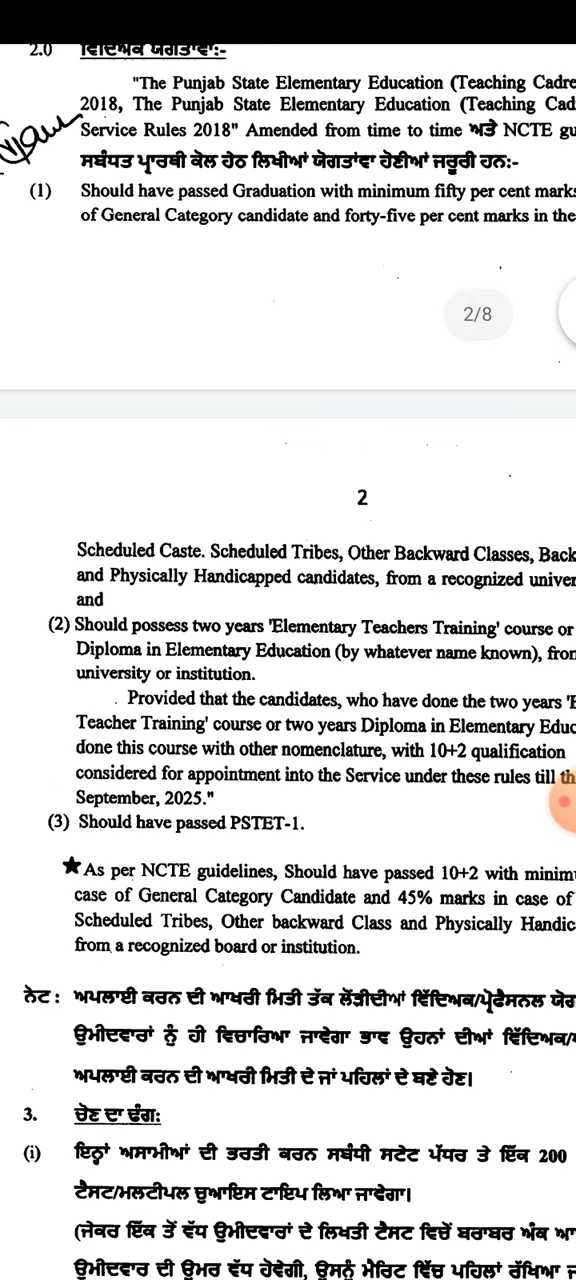 2.0 ਵਿੱਦਿਅਕ ਯੋਗਤਾਵਾਂ:-
"The Punjab State Elementary Education (Teaching Cadre
2018, The Punjab State Elementary Education (Teaching Cad
Service Rules 2018" Amended from time to time ਅਤੇ NCTE gu
ਸਬੰਧਤ ਪ੍ਰਾਰਥੀ ਕੋਲ ਹੇਠ ਲਿਖੀਆਂ ਯੋਗਤਾਂਵਾ ਹੋਣੀਆਂ ਜਰੂਰੀ ਹਨ:-
(1) Should have passed Graduation with minimum fifty per cent marks
of General Category candidate and forty-five per cent marks in the
2/8
2
Scheduled Caste. Scheduled Tribes, Other Backward Classes, Back
and Physically Handicapped candidates, from a recognized univer
and
(2) Should possess two years 'Elementary Teachers Training' course or
Diploma in Elementary Education (by whatever name known), from
university or institution.
Provided that the candidates, who have done the two years 'E
Teacher Training' course or two years Diploma in Elementary Educ
done this course with other nomenclature, with 10+2 qualification
considered for appointment into the Service under these rules till th
September, 2025."
(3) Should have passed PSTET-1.
★ As per NCTE guidelines, Should have passed 10+2 with minim
case of General Category Candidate and 45% marks in case of
Scheduled Tribes, Other backward Class and Physically Handic
from a recognized board or institution.
ਨੋਟ: ਅਪਲਾਈ ਕਰਨ ਦੀ ਆਖਰੀ ਮਿਤੀ ਤੱਕ ਲੋੜੀਦੀਆਂ ਵਿੱਦਿਅਕ/ਪ੍ਰੋਫੈਸਨਲ ਯੋਗ
ਉਮੀਦਵਾਰਾਂ ਨੂੰ ਹੀ ਵਿਚਾਰਿਆ ਜਾਵੇਗਾ ਭਾਵ ਉਹਨਾਂ ਦੀਆਂ ਵਿੱਦਿਅਕ/
ਅਪਲਾਈ ਕਰਨ ਦੀ ਆਖਰੀ ਮਿਤੀ ਦੇ ਜਾਂ ਪਹਿਲਾਂ ਦੇ ਬਣੇ ਹੋਣ।
3. ਚੋਣ ਦਾ ਢੰਗ:
(i) ਇਨ੍ਹਾਂ ਅਸਾਮੀਆਂ ਦੀ ਭਰਤੀ ਕਰਨ ਸਬੰਧੀ ਸਟੇਟ ਪੱਧਰ ਤੇ ਇੱਕ 200
ਟੈਸਟ/ਮਲਟੀਪਲ ਚੁਆਇਸ ਟਾਇਪ ਲਿਆ ਜਾਵੇਗਾ।
(ਜੇਕਰ ਇੱਕ ਤੋਂ ਵੱਧ ਉਮੀਦਵਾਰਾਂ ਦੇ ਲਿਖਤੀ ਟੈਸਟ ਵਿਚੋਂ ਬਰਾਬਰ ਅੰਕ ਆ
ਉਮੀਦਵਾਰ ਦੀ ਉਮਰ ਵੱਧ ਹੋਵੇਗੀ, ਉਸਨੂੰ ਮੈਰਿਟ ਵਿੱਚ ਪਹਿਲਾਂ ਰੱਖਿਆ ਜ